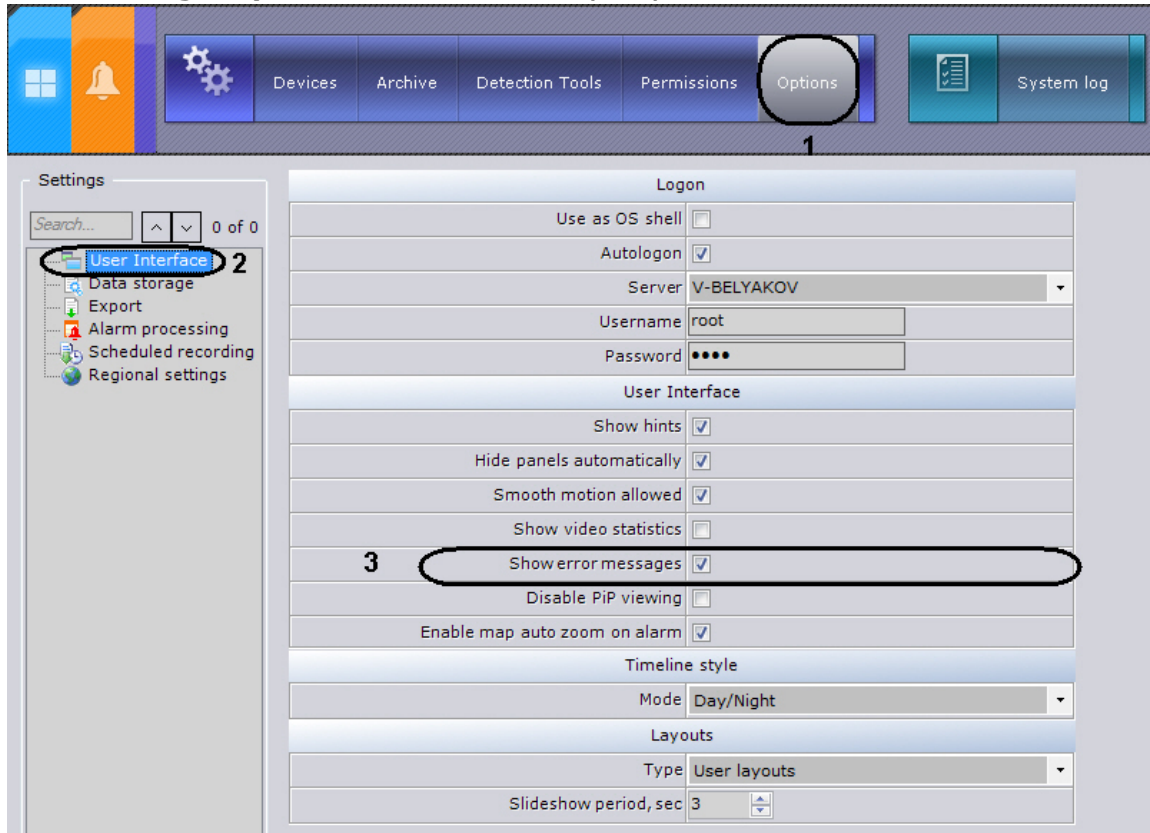 Devices Archive Detection Tools Permissions Options System log
1
Settings
Search... 0 of 0
User Interface 2
Data storage
Export
Alarm processing
Scheduled recording
Regional settings
Logon
Use as OS shell
Autologon
Server V-BELYAKOV
Username root
Password ••••
User Interface
Show hints
Hide panels automatically
Smooth motion allowed
Show video statistics
3 Show error messages
Disable PiP viewing
Enable map auto zoom on alarm
Timeline style
Mode Day/Night
Layouts
Type User layouts
Slideshow period, sec 3